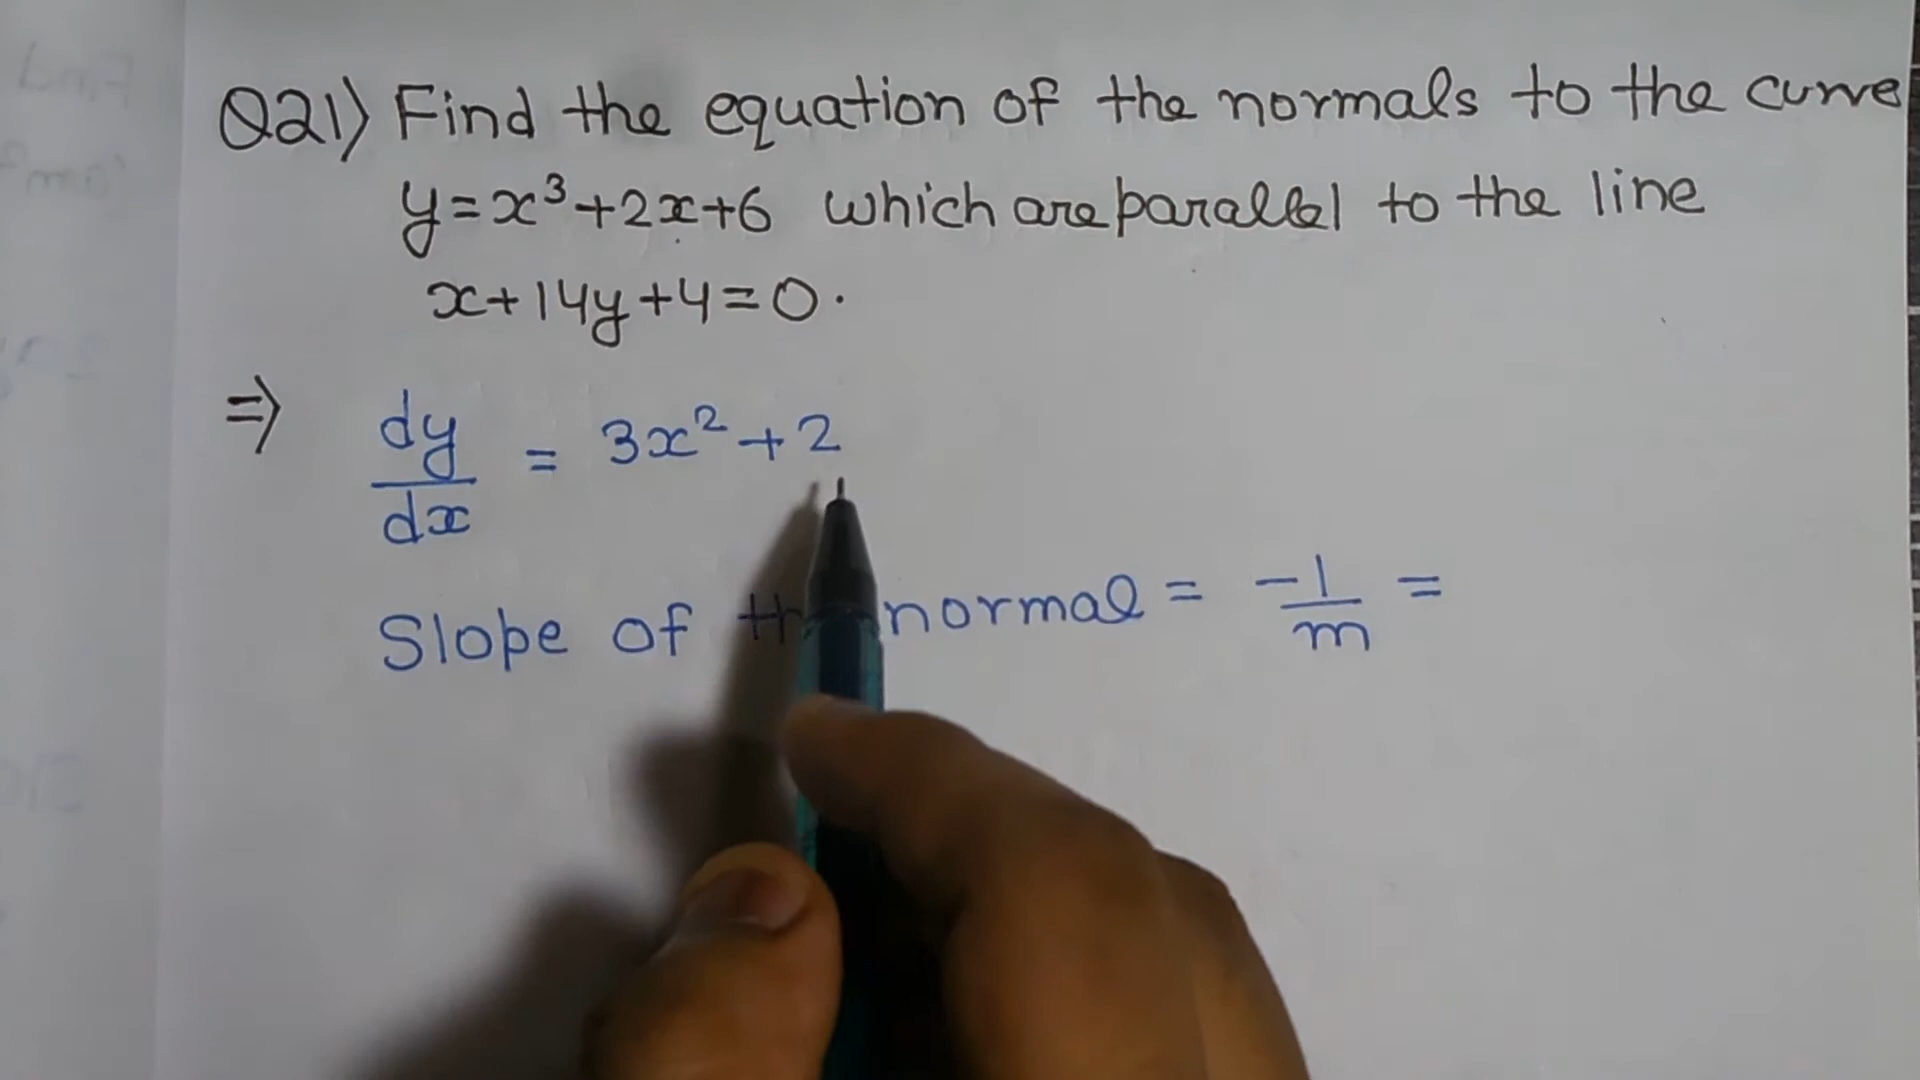 Q21) Find the equation of the normals to the curve
y=x³+2x+6 which are parallel to the line
x+14y+4=0.
⇒ dy/dx = 3x²+2
Slope of th normal = -1/m =